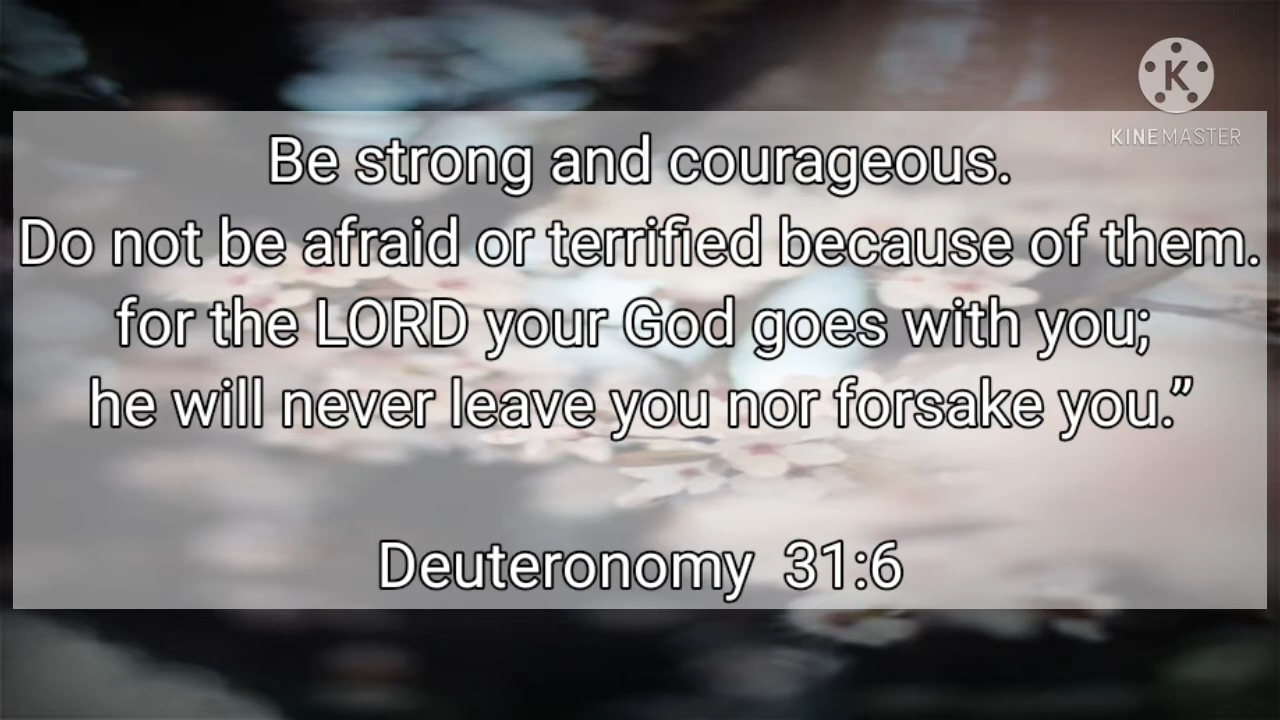 K
KINEMASTER
Be strong and courageous.
Do not be afraid or terrified because of them.
for the LORD your God goes with you;
he will never leave you nor forsake you.”
Deuteronomy 31:6